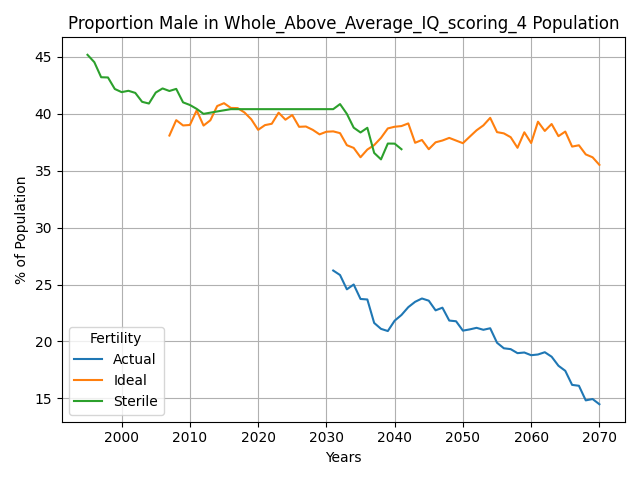 Proportion Male in Whole_Above_Average_IQ_scoring_4 Population
% of Population
45
40
35
30
25
20
15
Fertility
Actual
Ideal
Sterile
2000 2010 2020 2030 2040 2050 2060 2070
Years